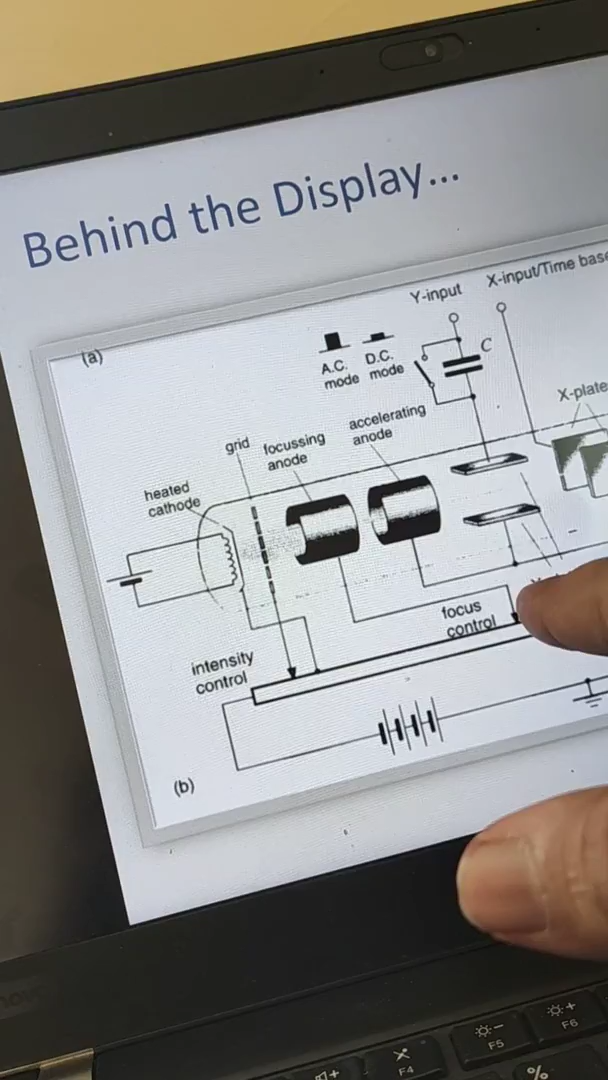 Behind the Display...
(a)
Y-input
X-input/Time base
A.C.
mode
D.C.
mode
C
X-plate
grid
focussing
anode
accelerating
anode
heated
cathode
focus
control
intensity
control
(b)
F4
F5
F6
%